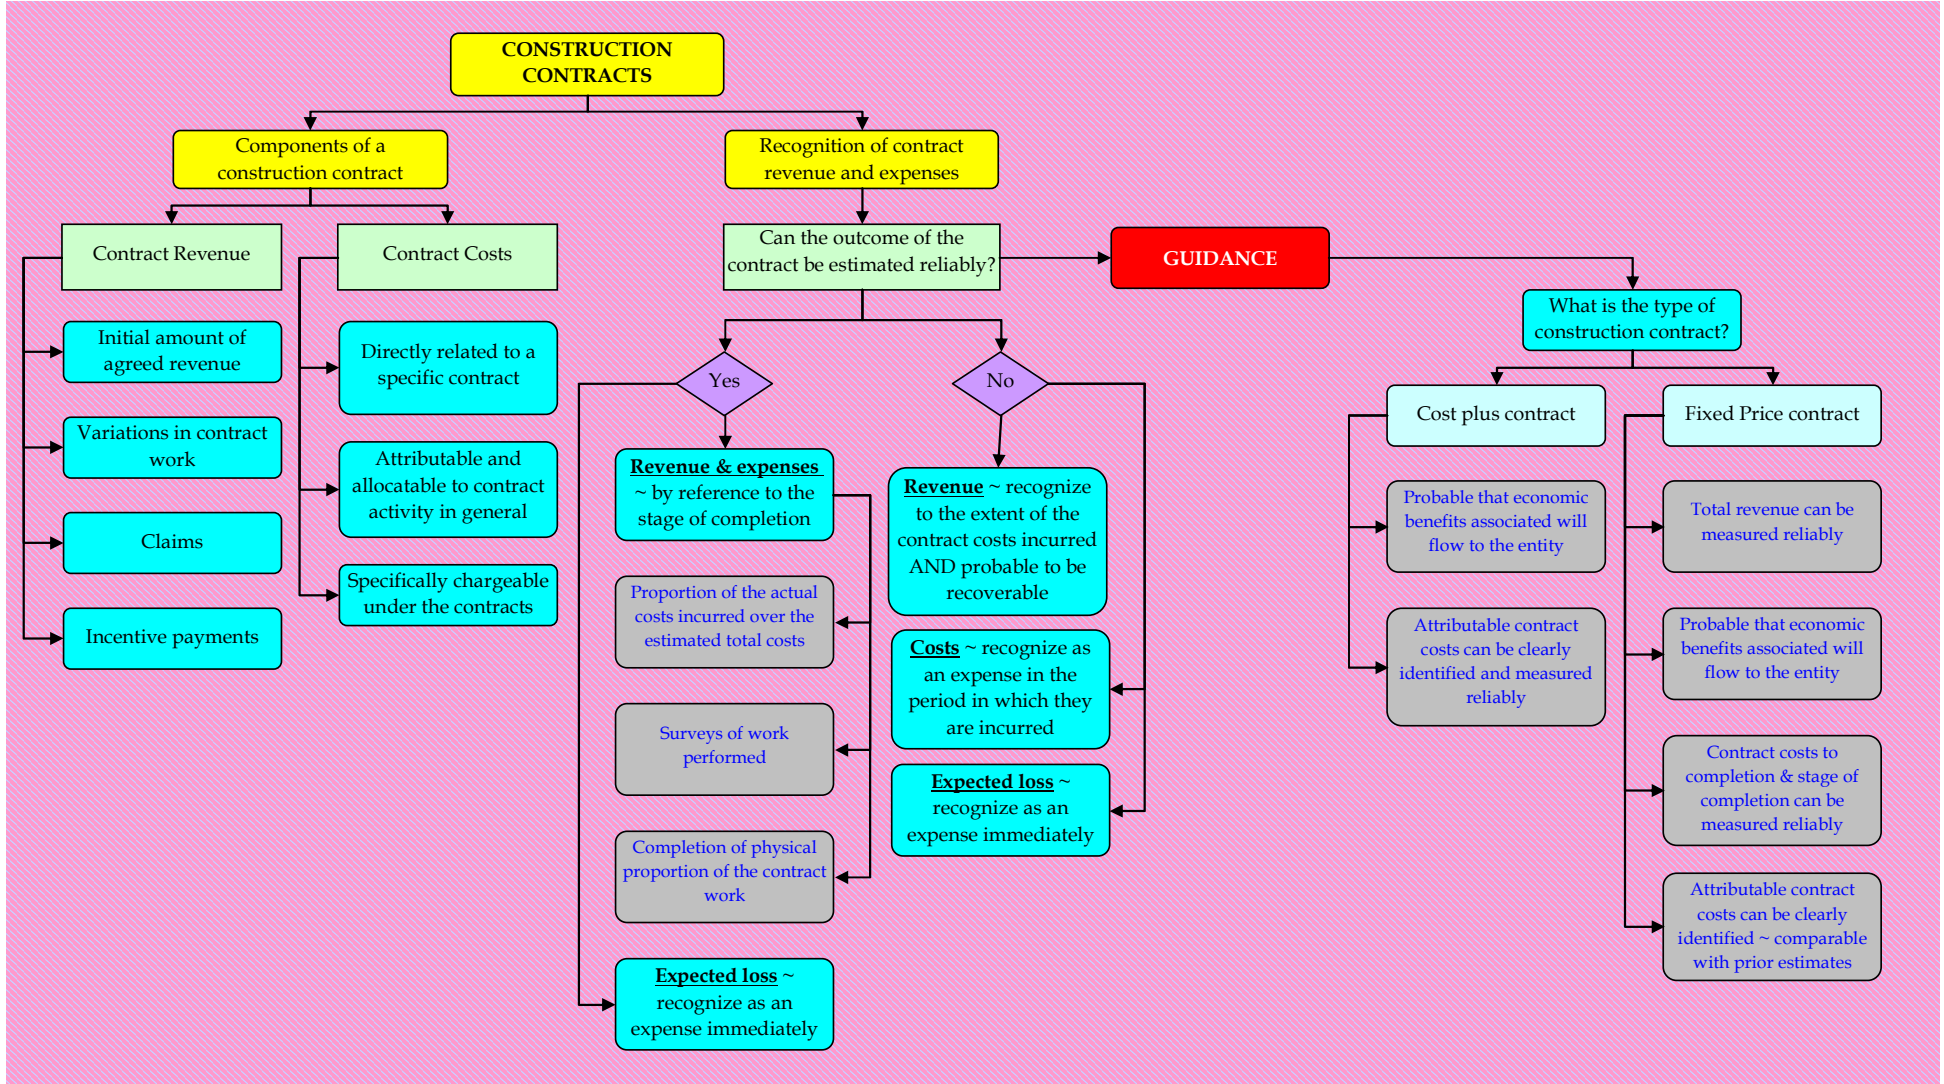 CONSTRUCTION
CONTRACTS
Components of a
construction contract
Recognition of contract
revenue and expenses
Contract Revenue
Contract Costs
Can the outcome of the
contract be estimated reliably?
GUIDANCE
What is the type of
construction contract?
Initial amount of
agreed revenue
Variations in contract
work
Claims
Incentive payments
Directly related to a
specific contract
Attributable and
allocatable to contract
activity in general
Specifically chargeable
under the contracts
Yes
No
Revenue & expenses
~ by reference to the
stage of completion
Proportion of the actual
costs incurred over the
estimated total costs
Surveys of work
performed
Completion of physical
proportion of the contract
work
Expected loss ~
recognize as an
expense immediately
Revenue ~ recognize
to the extent of the
contract costs incurred
AND probable to be
recoverable
Costs ~ recognize as
an expense in the
period in which they
are incurred
Expected loss ~
recognize as an
expense immediately
Cost plus contract
Fixed Price contract
Probable that economic
benefits associated will
flow to the entity
Attributable contract
costs can be clearly
identified and measured
reliably
Total revenue can be
measured reliably
Probable that economic
benefits associated will
flow to the entity
Contract costs to
completion & stage of
completion can be
measured reliably
Attributable contract
costs can be clearly
identified ~ comparable
with prior estimates